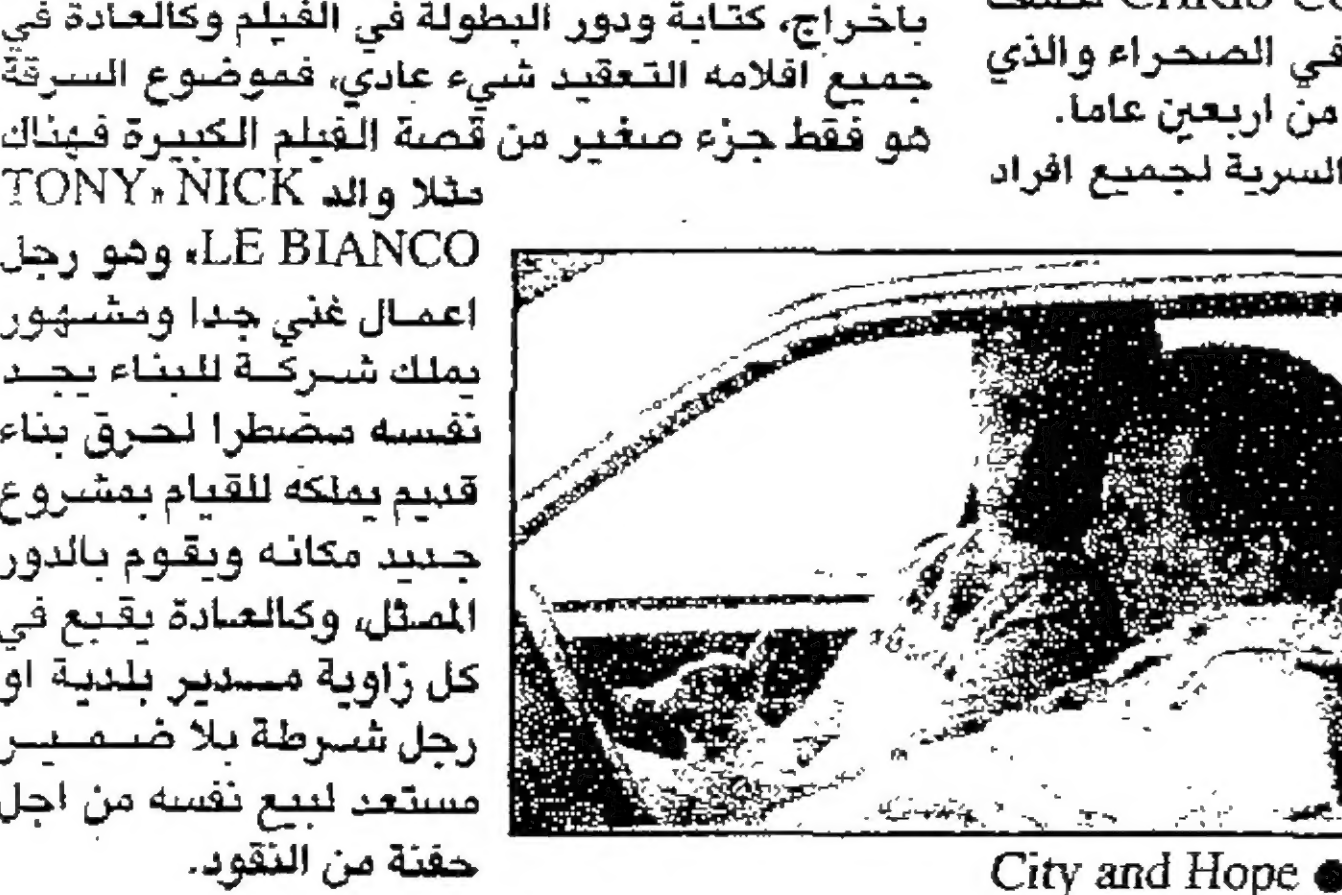 CHRIS
في الصحراء والذي
من اربعين عاما.
السرية لجميع افراد
باخراج، كتابة ودور البطولة في الفيلم وكالعادة في
جميع افلامه التعقيد شيء عادي، فموضوع السرقة
هو فقط جزء صغير من قصة الفيلم الكبيرة فهناك
مثلا والد TONY» NICK
LE BIANCO» وهو رجل
اعمال غني جدا ومشهور
يملك شركة للبناء يجد
نفسه مضطرا لحرق بناء
قديم يملكه للقيام بمشروع
جديد مكانه ويقوم بالدور
الممثل، وكالعادة يقبع في
كل زاوية مدير بلدية او
رجل شرطة بلا ضمير
مستعد لبيع نفسه من اجل
حفنة من النقود.
City and Hope ●